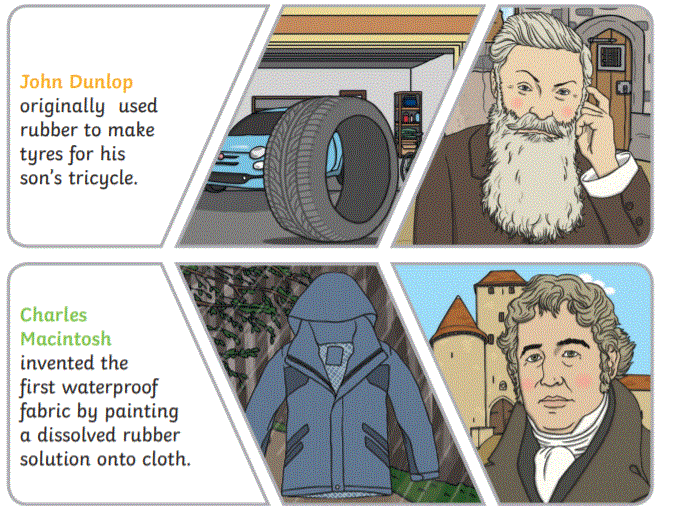 John Dunlop
originally used
rubber to make
tyres for his
son's tricycle.
Charles
Macintosh
invented the
first waterproof
fabric by painting
a dissolved rubber
solution onto cloth.